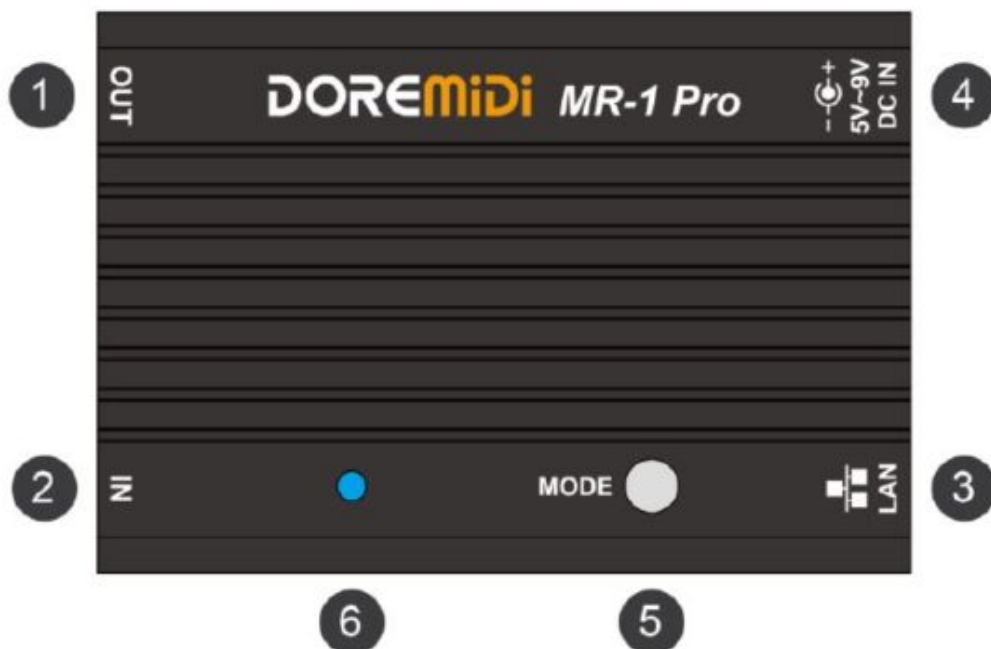 1
OUT
DOREMiDi MR-1 Pro
- +
5V~9V
DC IN
4
2
IN
MODE
LAN
3
6
5